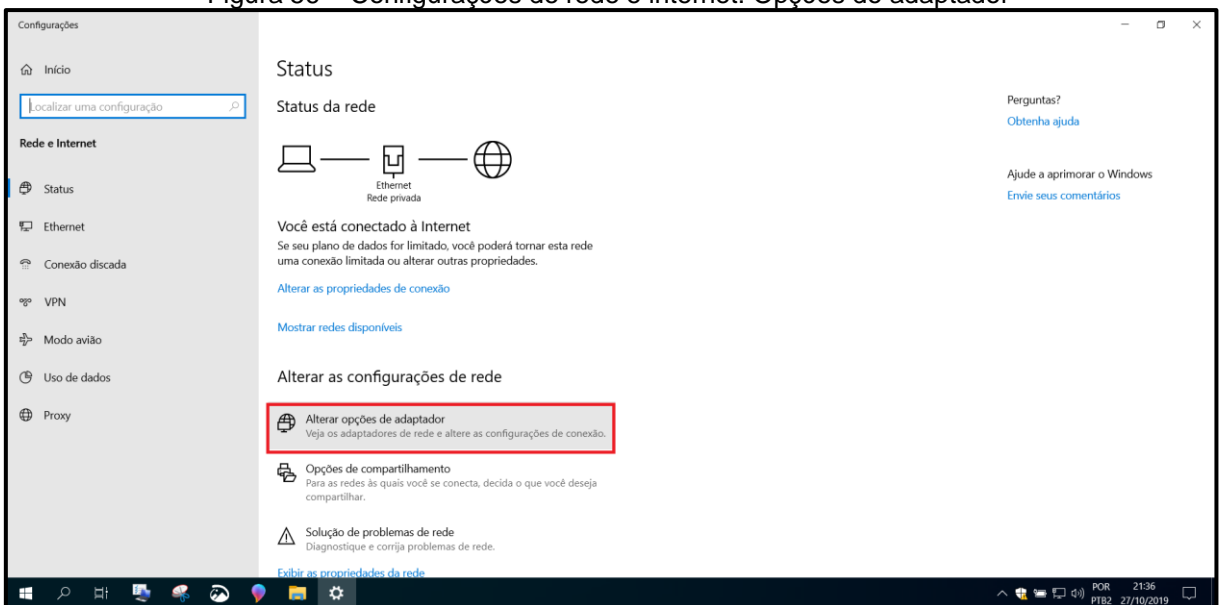 Configurações de rede e internet: Opções de adaptador
Configurações
Início
Localizar uma configuração
Rede e Internet
Status
Ethernet
Conexão discada
VPN
Modo avião
Uso de dados
Proxy
Status
Status da rede
Ethernet
Rede privada
Você está conectado à Internet
Se seu plano de dados for limitado, você poderá tornar esta rede
uma conexão limitada ou alterar outras propriedades.
Alterar as propriedades de conexão
Mostrar redes disponíveis
Alterar as configurações de rede
Alterar opções de adaptador
Veja os adaptadores de rede e altere as configurações de conexão.
Opções de compartilhamento
Para as redes às quais você se conecta, decida o que você deseja
compartilhar.
Solução de problemas de rede
Diagnostique e corrija problemas de rede.
Exibir as propriedades da rede
Perguntas?
Obtenha ajuda
Ajude a aprimorar o Windows
Envie seus comentários
POR 21:36
PTB2 27/10/2019